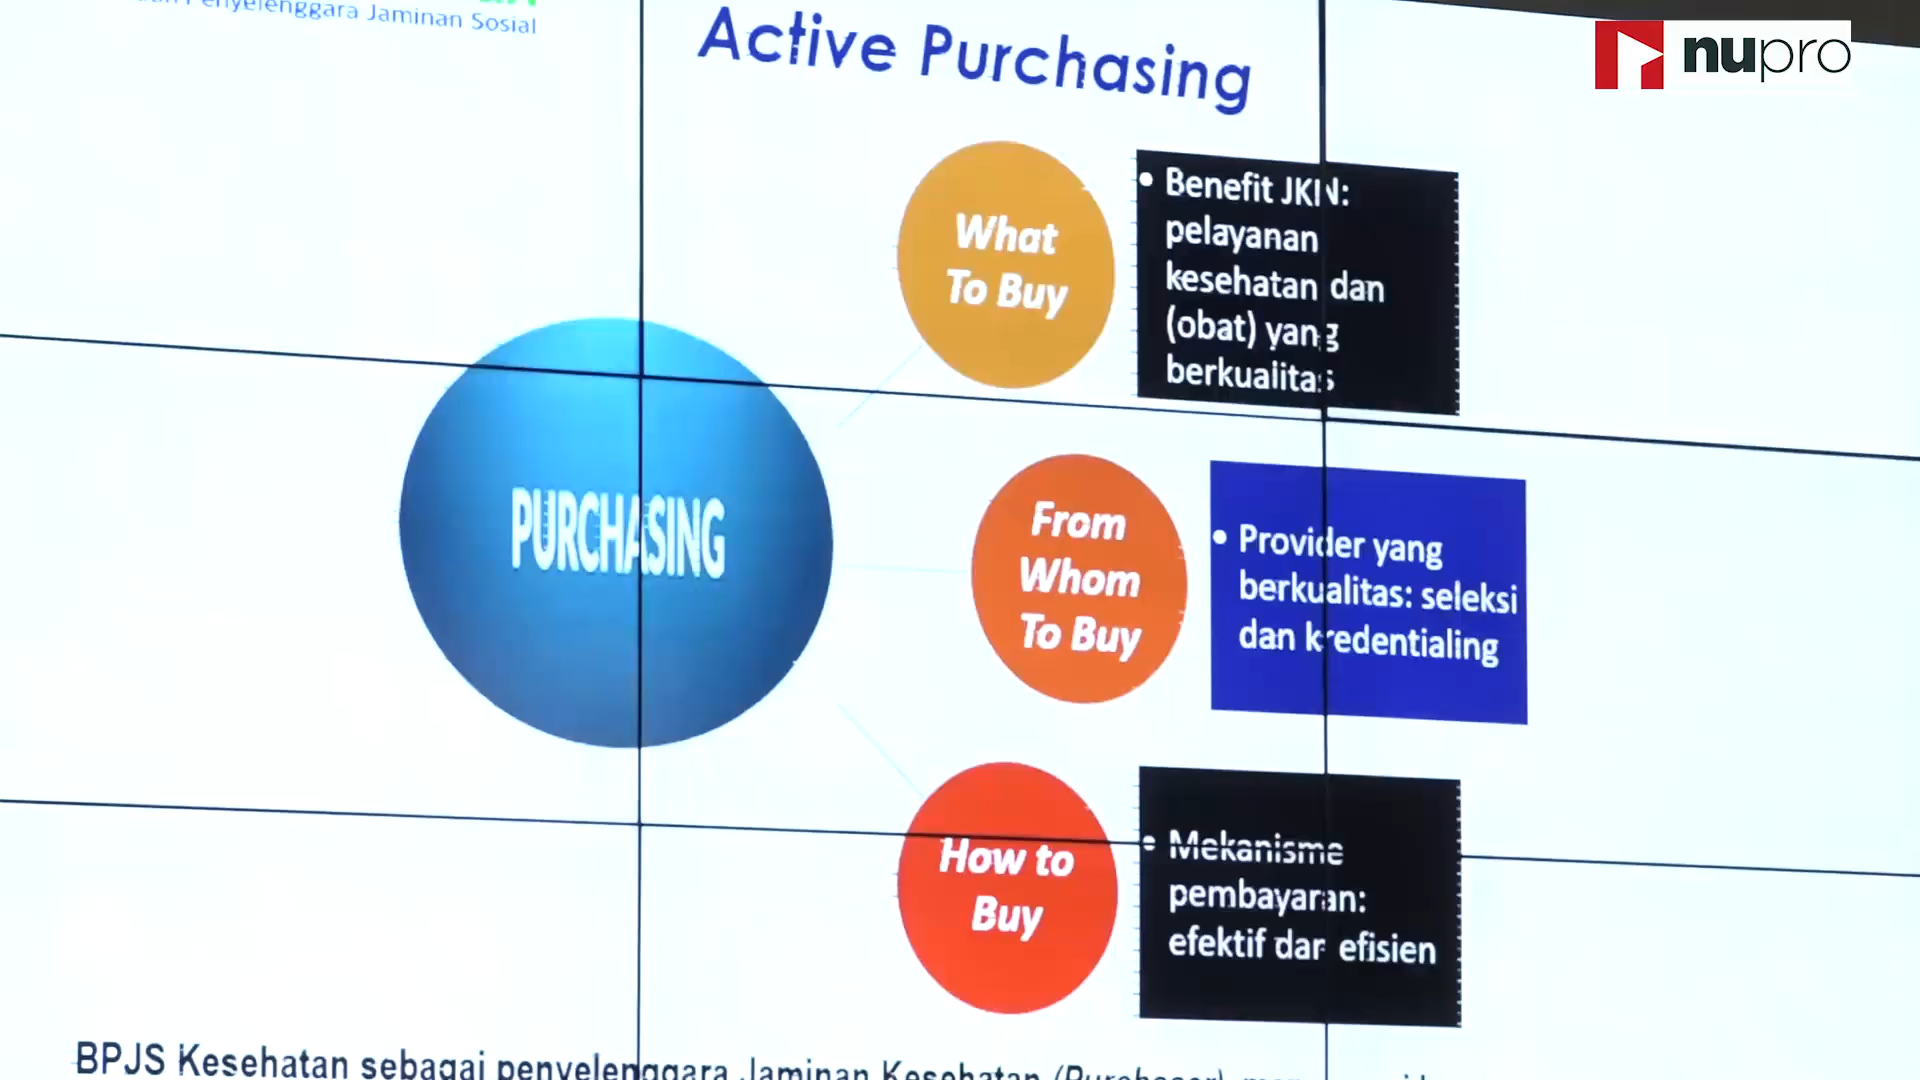 Penyelenggara Jaminan Sosial
nupro
Active Purchasing
What
To Buy
• Benefit JKN:
pelayanan
kesehatan dan
(obat) yang
berkualitas
PURCHASING
From
Whom
To Buy
• Provider yang
berkualitas: seleksi
dan kredentialing
How to
Buy
• Mekanisme
pembayaran:
efektif dan efisien
BPJS Kesehatan sebagai penyelenggara Jaminan Kesehatan (Purchaser)